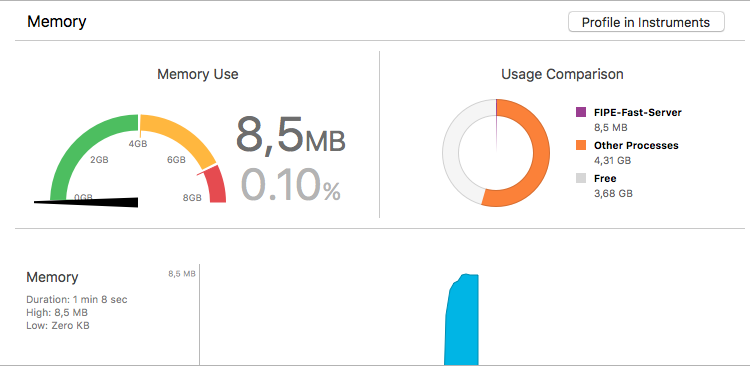 Memory
Profile in Instruments
Memory Use
Usage Comparison
4GB
2GB
6GB
0GB
8GB
8,5MB
0.10%
FIPE-Fast-Server
8,5 MB
Other Processes
4,31 GB
Free
3,68 GB
Memory
8,5 MB
Duration: 1 min 8 sec
High: 8,5 MB
Low: Zero KB